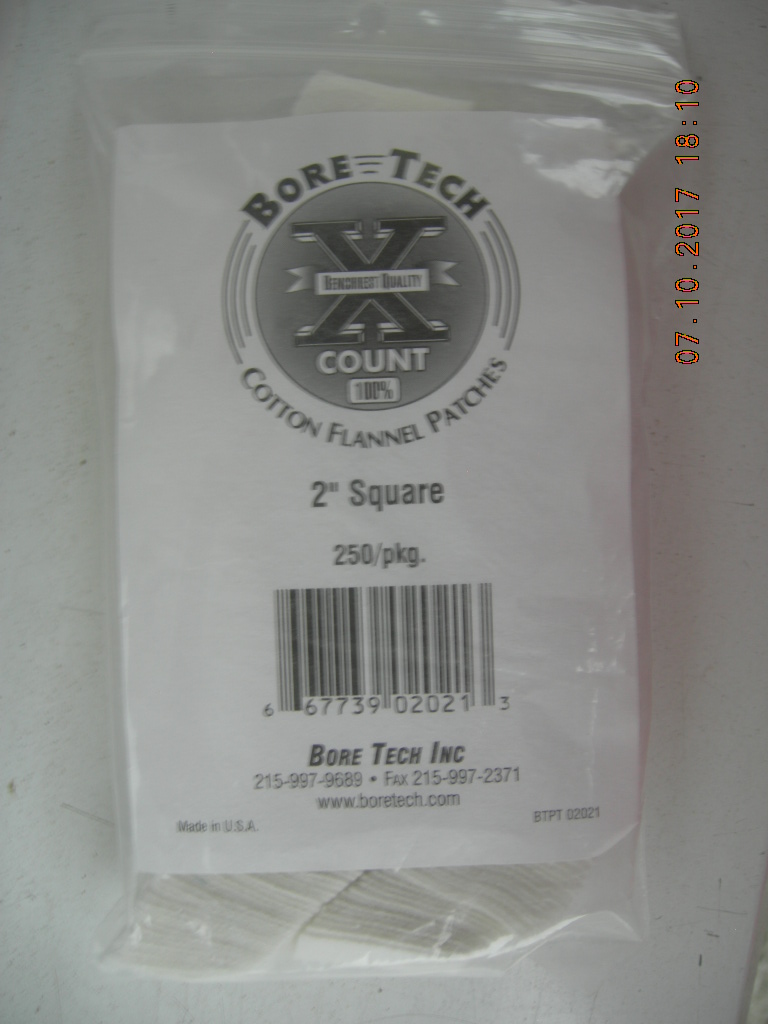 BORE TECH
BENCHREST QUALITY
X
COUNT
100%
COTTON FLANNEL PATCHES
2" Square
250/pkg.
6 67739 02021 3
BORE TECH INC
215-997-9689 • FAX 215-997-2371
www.boretech.com
Made in U.S.A.
BTPT 02021
07.10.2017 18:10